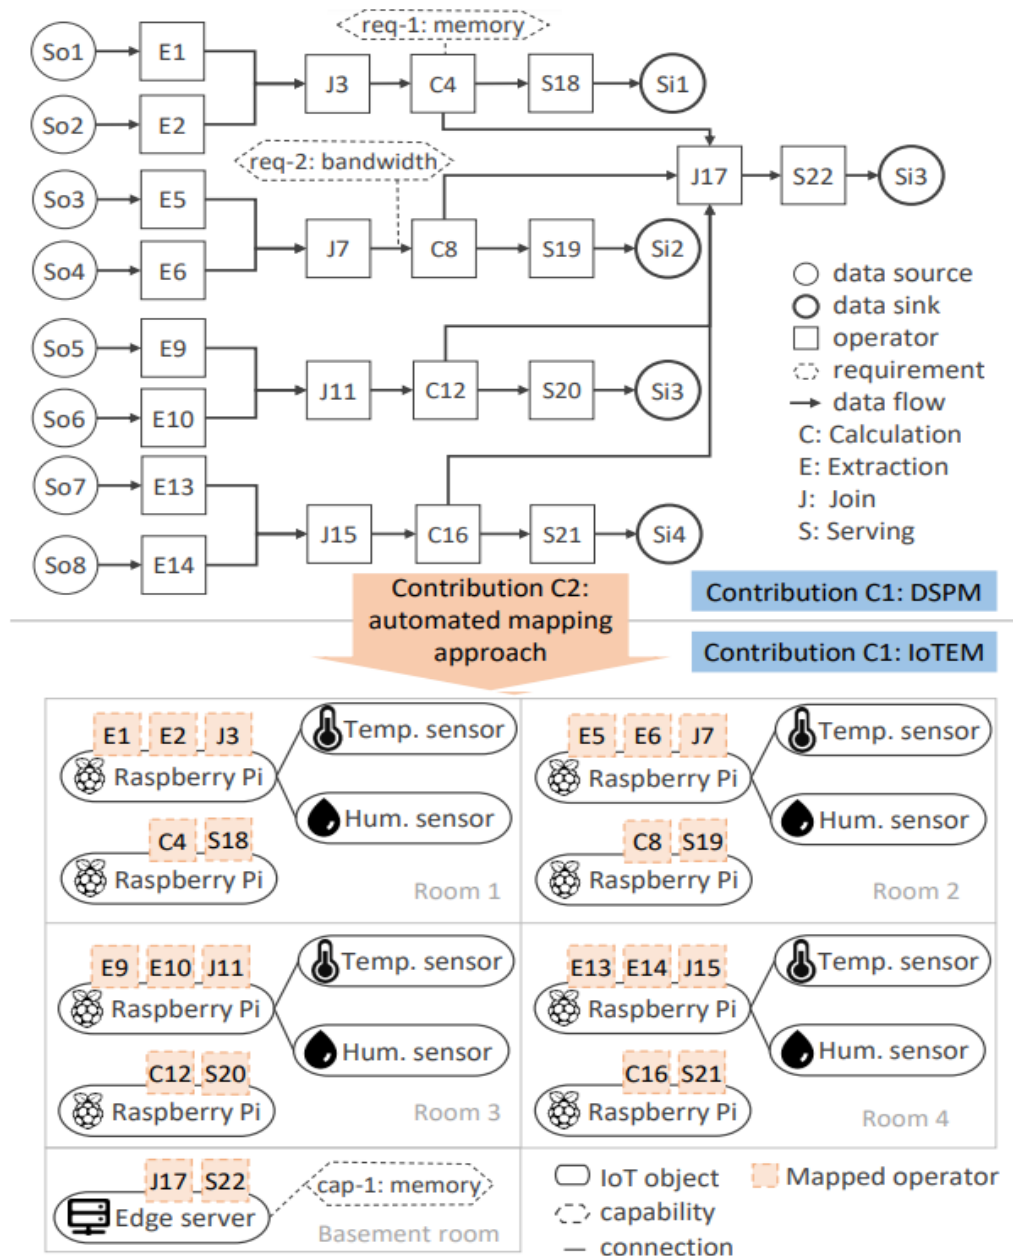 req-1: memory
So1 E1
J3 C4 S18 Si1
So2 E2
req-2: bandwidth
J17 S22 Si3
So3 E5
J7 C8 S19 Si2
So4 E6
data source
data sink
So5 E9
operator
requirement
J11 C12 S20 Si3
data flow
So6 E10
C: Calculation
E: Extraction
So7 E13
J: Join
J15 C16 S21 Si4
S: Serving
So8 E14
Contribution C2:
automated mapping
approach
Contribution C1: DSPM
Contribution C1: IoTEM
E1 E2 J3
Temp. sensor
Raspberry Pi
Hum. sensor
C4 S18
Raspberry Pi
Room 1
E5 E6 J7
Temp. sensor
Raspberry Pi
Hum. sensor
C8 S19
Raspberry Pi
Room 2
E9 E10 J11
Temp. sensor
Raspberry Pi
Hum. sensor
C12 S20
Raspberry Pi
Room 3
E13 E14 J15
Temp. sensor
Raspberry Pi
Hum. sensor
C16 S21
Raspberry Pi
Room 4
J17 S22
cap-1: memory
Edge server
Basement room
IoT object
Mapped operator
capability
connection